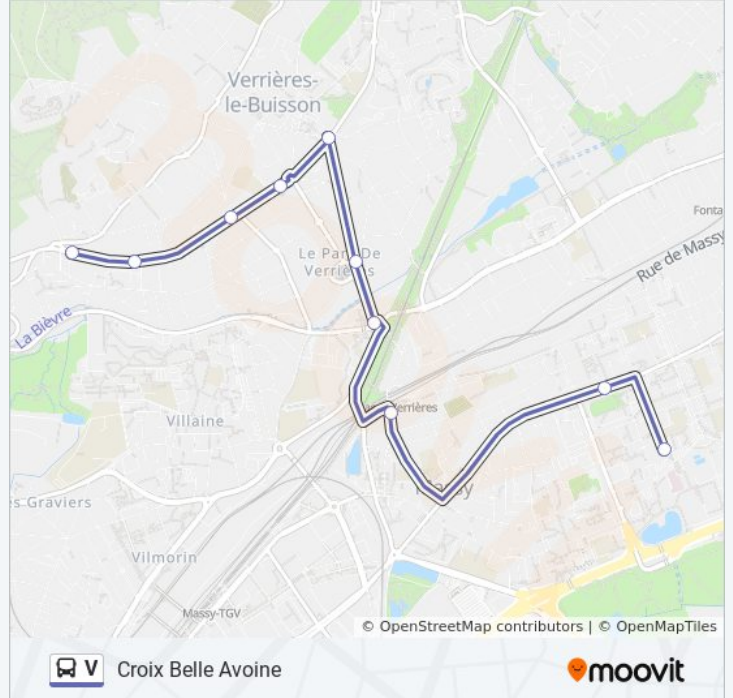 Verrières-
le-Buisson
Fonta
Le Parc De
Verrières
Rue de Massy
La Bièvre
Verrières
Villaine
Massy
s Graviers
Vilmorin
Massy-TGV
© OpenStreetMap contributors | © OpenMapTiles
V Croix Belle Avoine
moovit